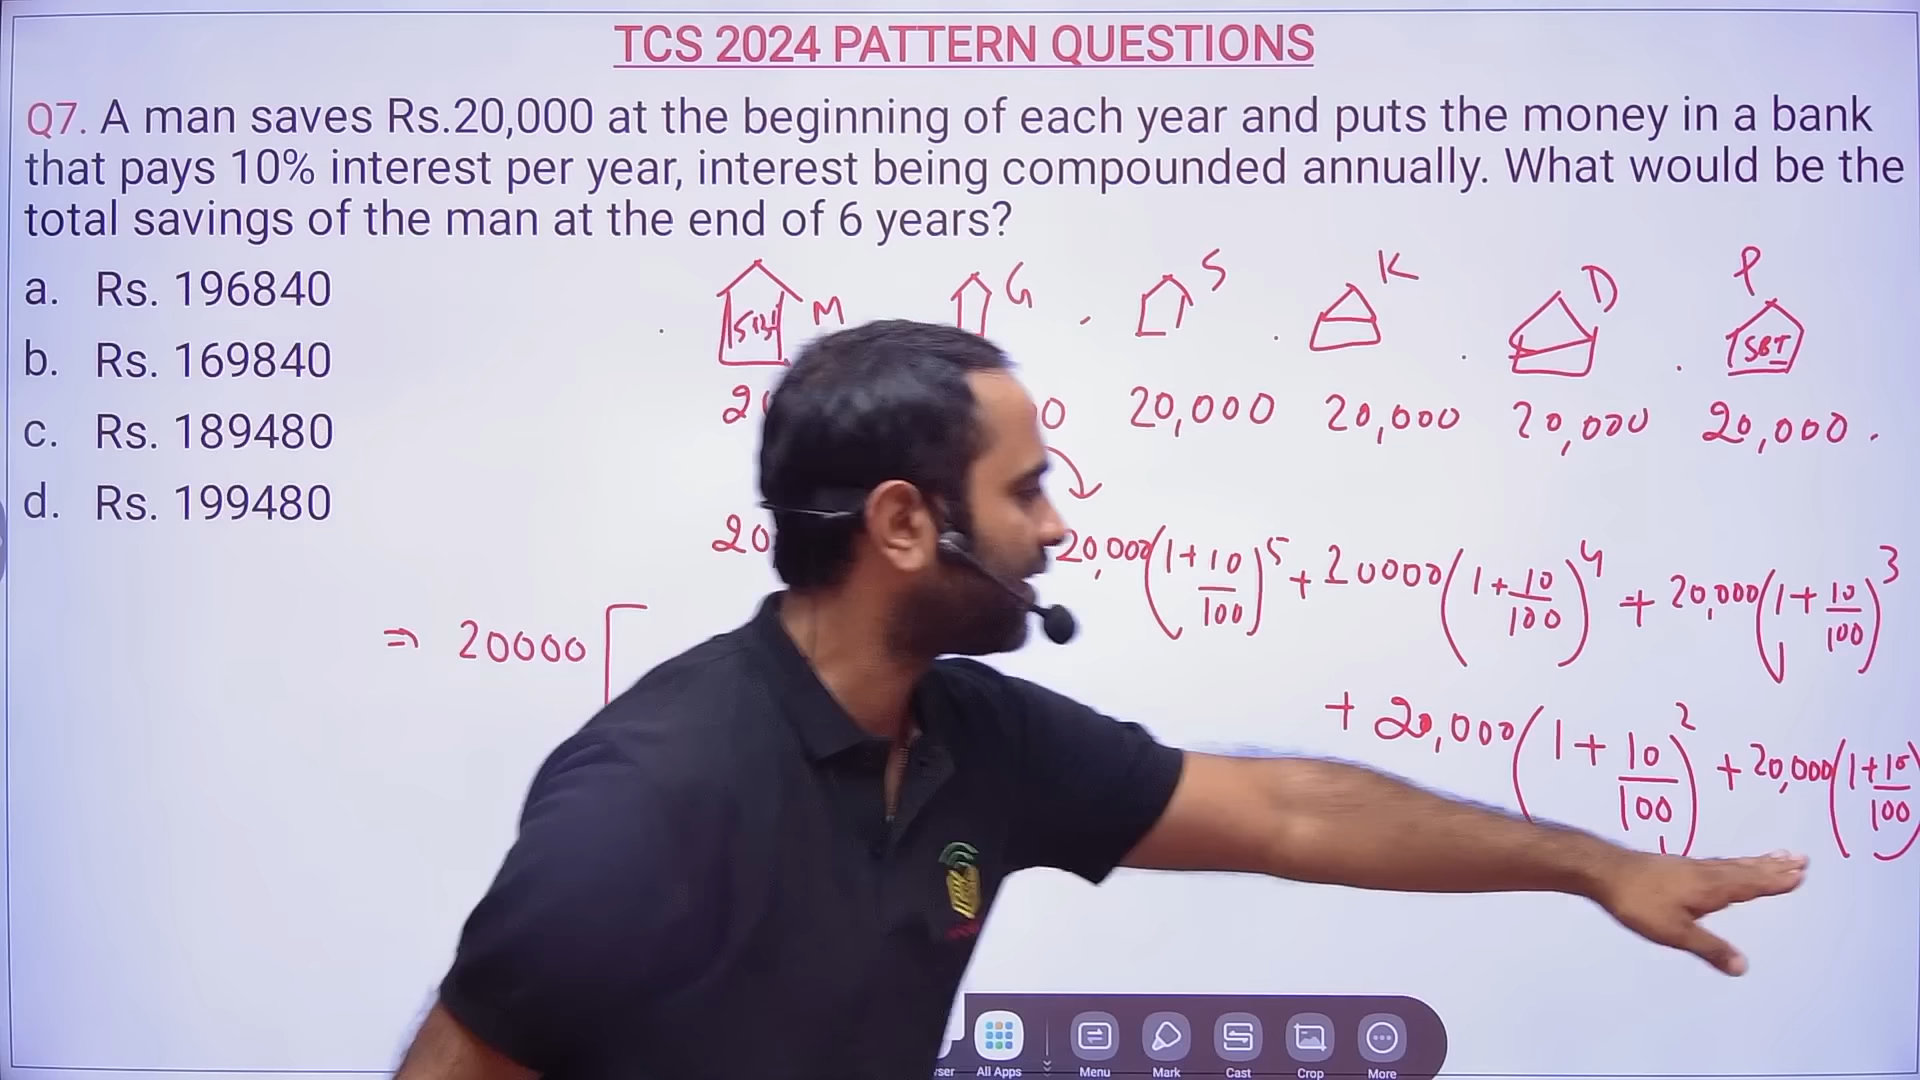 TCS 2024 PATTERN QUESTIONS
Q7. A man saves Rs.20,000 at the beginning of each year and puts the money in a bank
that pays 10% interest per year, interest being compounded annually. What would be the
total savings of the man at the end of 6 years?
a. Rs. 196840
b. Rs. 169840
c. Rs. 189480
d. Rs. 199480
M G S K D P
SBI SBI
20,000 20,000 20,000 20,000.
20,000(1+10/100)^5 + 20000(1+10/100)^4 + 20,000(1+10/100)^3
⇒ 20000[
+ 20,000(1+10/100)^2 + 20,000(1+10/100)
All Apps Menu Mark Cast Crop More